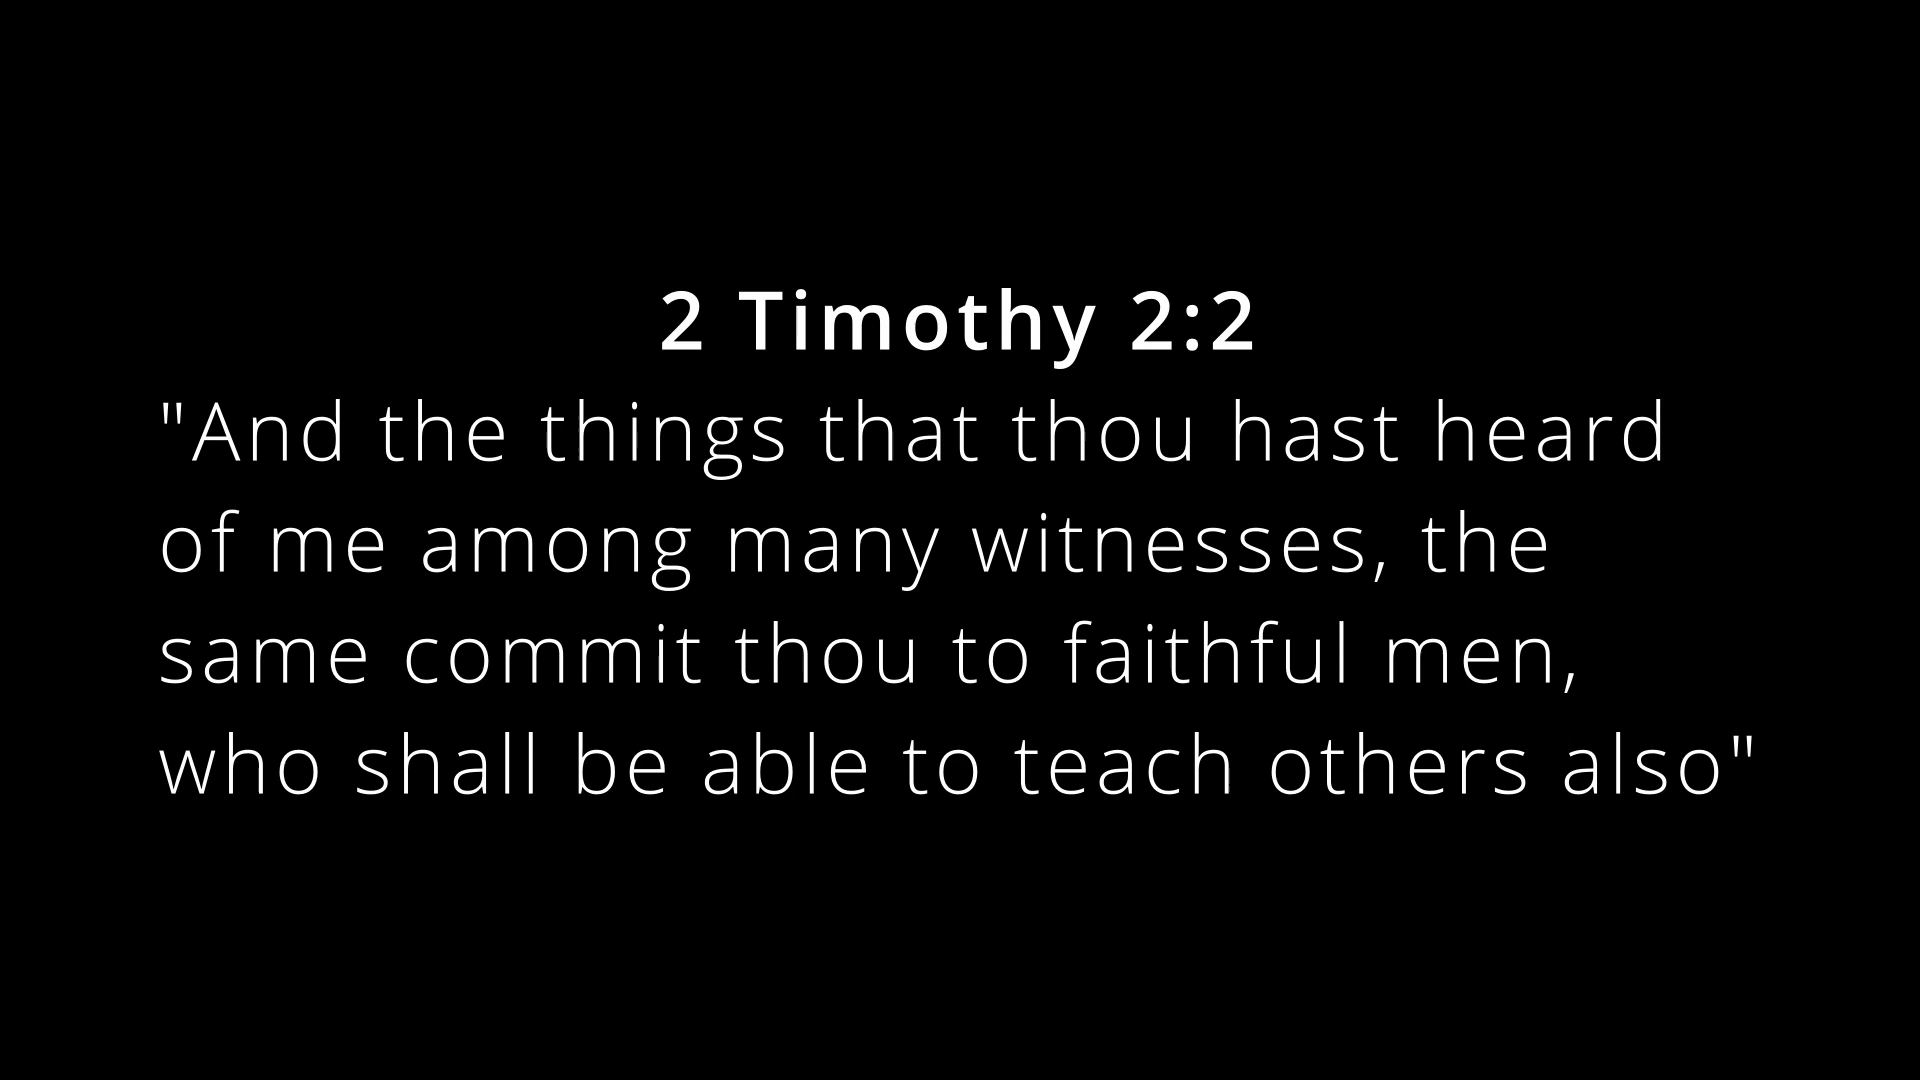 2 Timothy 2:2
"And the things that thou hast heard
of me among many witnesses, the
same commit thou to faithful men,
who shall be able to teach others also"